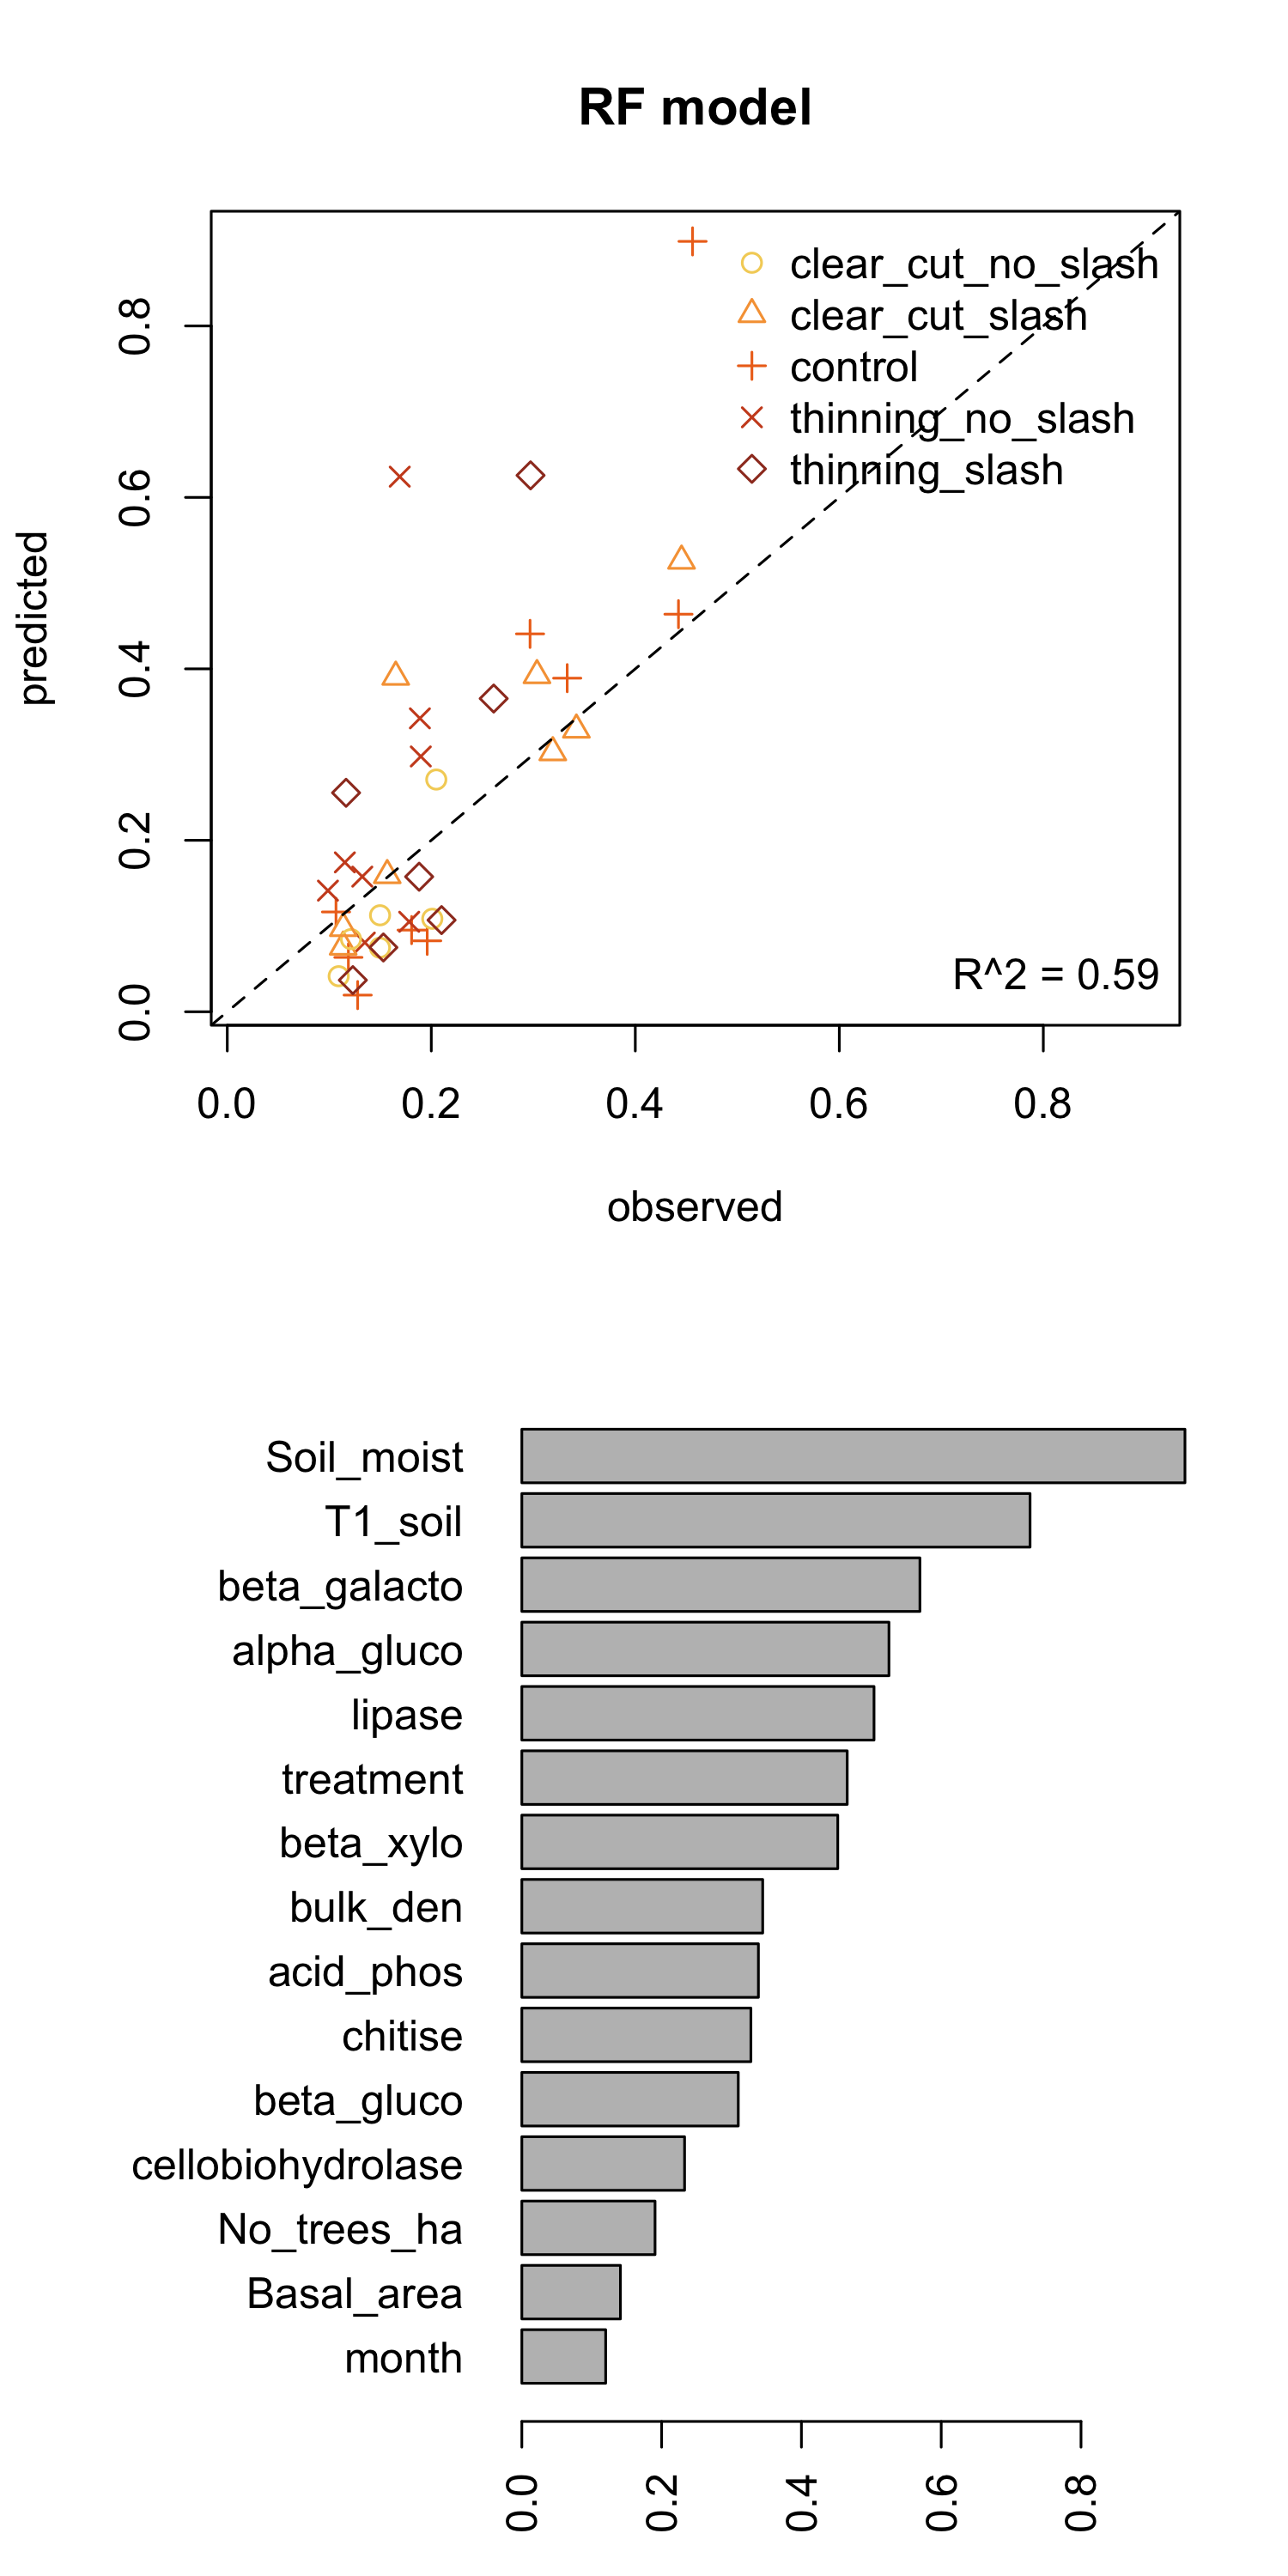 RF model
clear_cut_no_slash
clear_cut_slash
control
thinning_no_slash
thinning_slash
predicted
0.8
0.6
0.4
0.2
0.0
R^2 = 0.59
0.0 0.2 0.4 0.6 0.8
observed
Soil_moist
T1_soil
beta_galacto
alpha_gluco
lipase
treatment
beta_xylo
bulk_den
acid_phos
chitise
beta_gluco
cellobiohydrolase
No_trees_ha
Basal_area
month
0.0 0.2 0.4 0.6 0.8